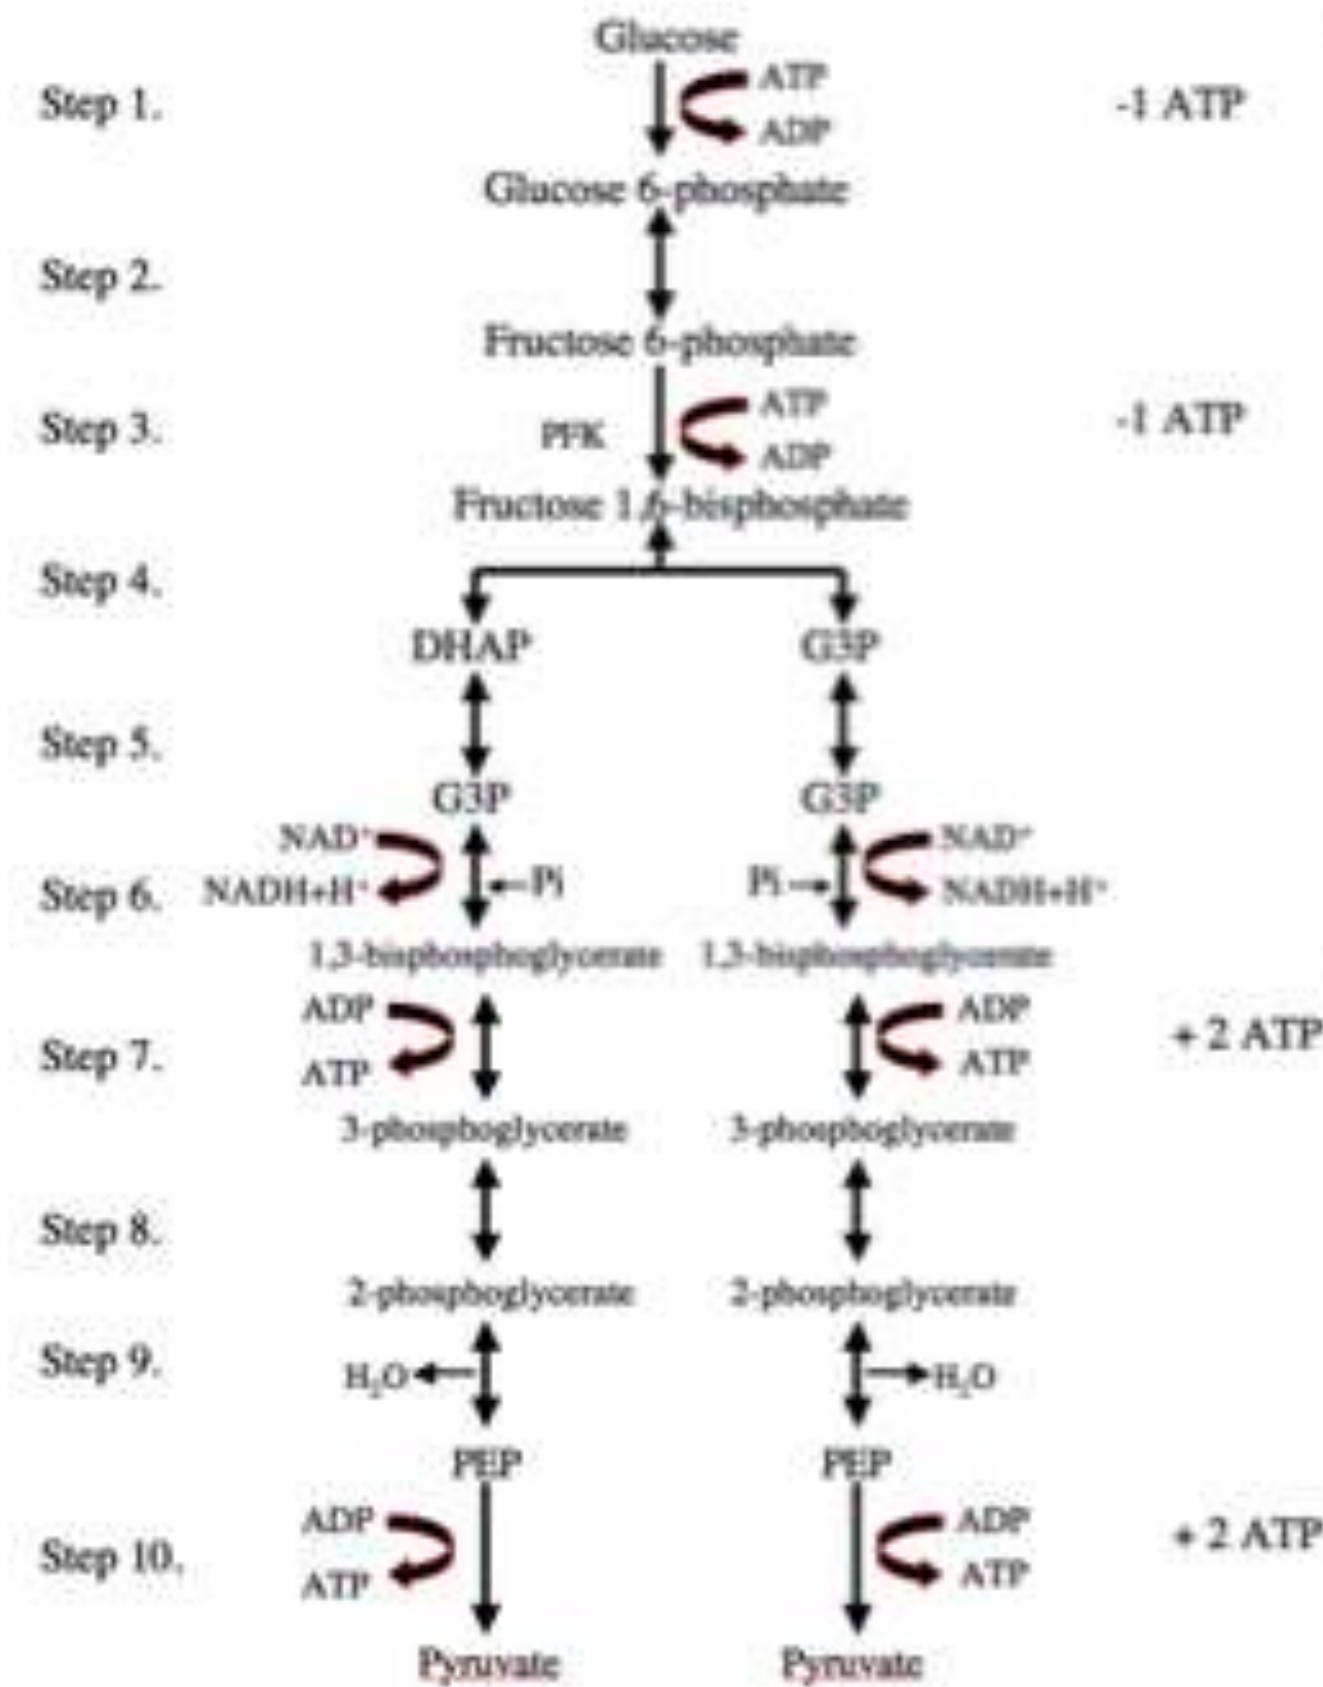 Glucose
ATP
Step 1. -1 ATP
ADP
Glucose 6-phosphate
Step 2.
Fructose 6-phosphate
ATP
Step 3. PFK -1 ATP
ADP
Fructose 1,6-bisphosphate
Step 4.
DHAP G3P
Step 5.
G3P G3P
NAD⁺ NAD⁺
Step 6. NADH+H⁺ Pi Pi NADH+H⁺
1,3-bisphosphoglycerate 1,3-bisphosphoglycerate
ADP ADP
Step 7. + 2 ATP
ATP ATP
3-phosphoglycerate 3-phosphoglycerate
Step 8.
2-phosphoglycerate 2-phosphoglycerate
Step 9. H₂O H₂O
PEP PEP
ADP ADP
Step 10. + 2 ATP
ATP ATP
Pyruvate Pyruvate